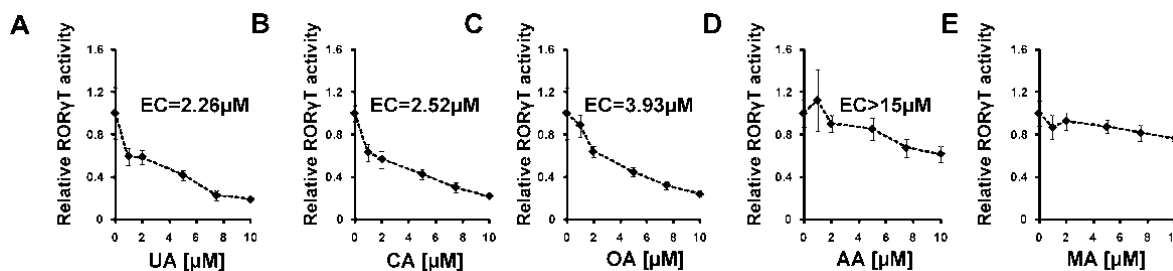 A
Relative RORγT activity
1.6
1.2
0.8
0.4
0
0 2 4 6 8 10
UA [µM]
EC=2.26µM
B
Relative RORγT activity
1.6
1.2
0.8
0.4
0
0 2 4 6 8 10
CA [µM]
EC=2.52µM
C
Relative RORγT activity
1.6
1.2
0.8
0.4
0
0 2 4 6 8 10
OA [µM]
EC=3.93µM
D
Relative RORγT activity
1.6
1.2
0.8
0.4
0
0 2 4 6 8 10
AA [µM]
EC>15µM
E
Relative RORγT activity
1.6
1.2
0.8
0.4
0
0 2 4 6 8 10
MA [µM]